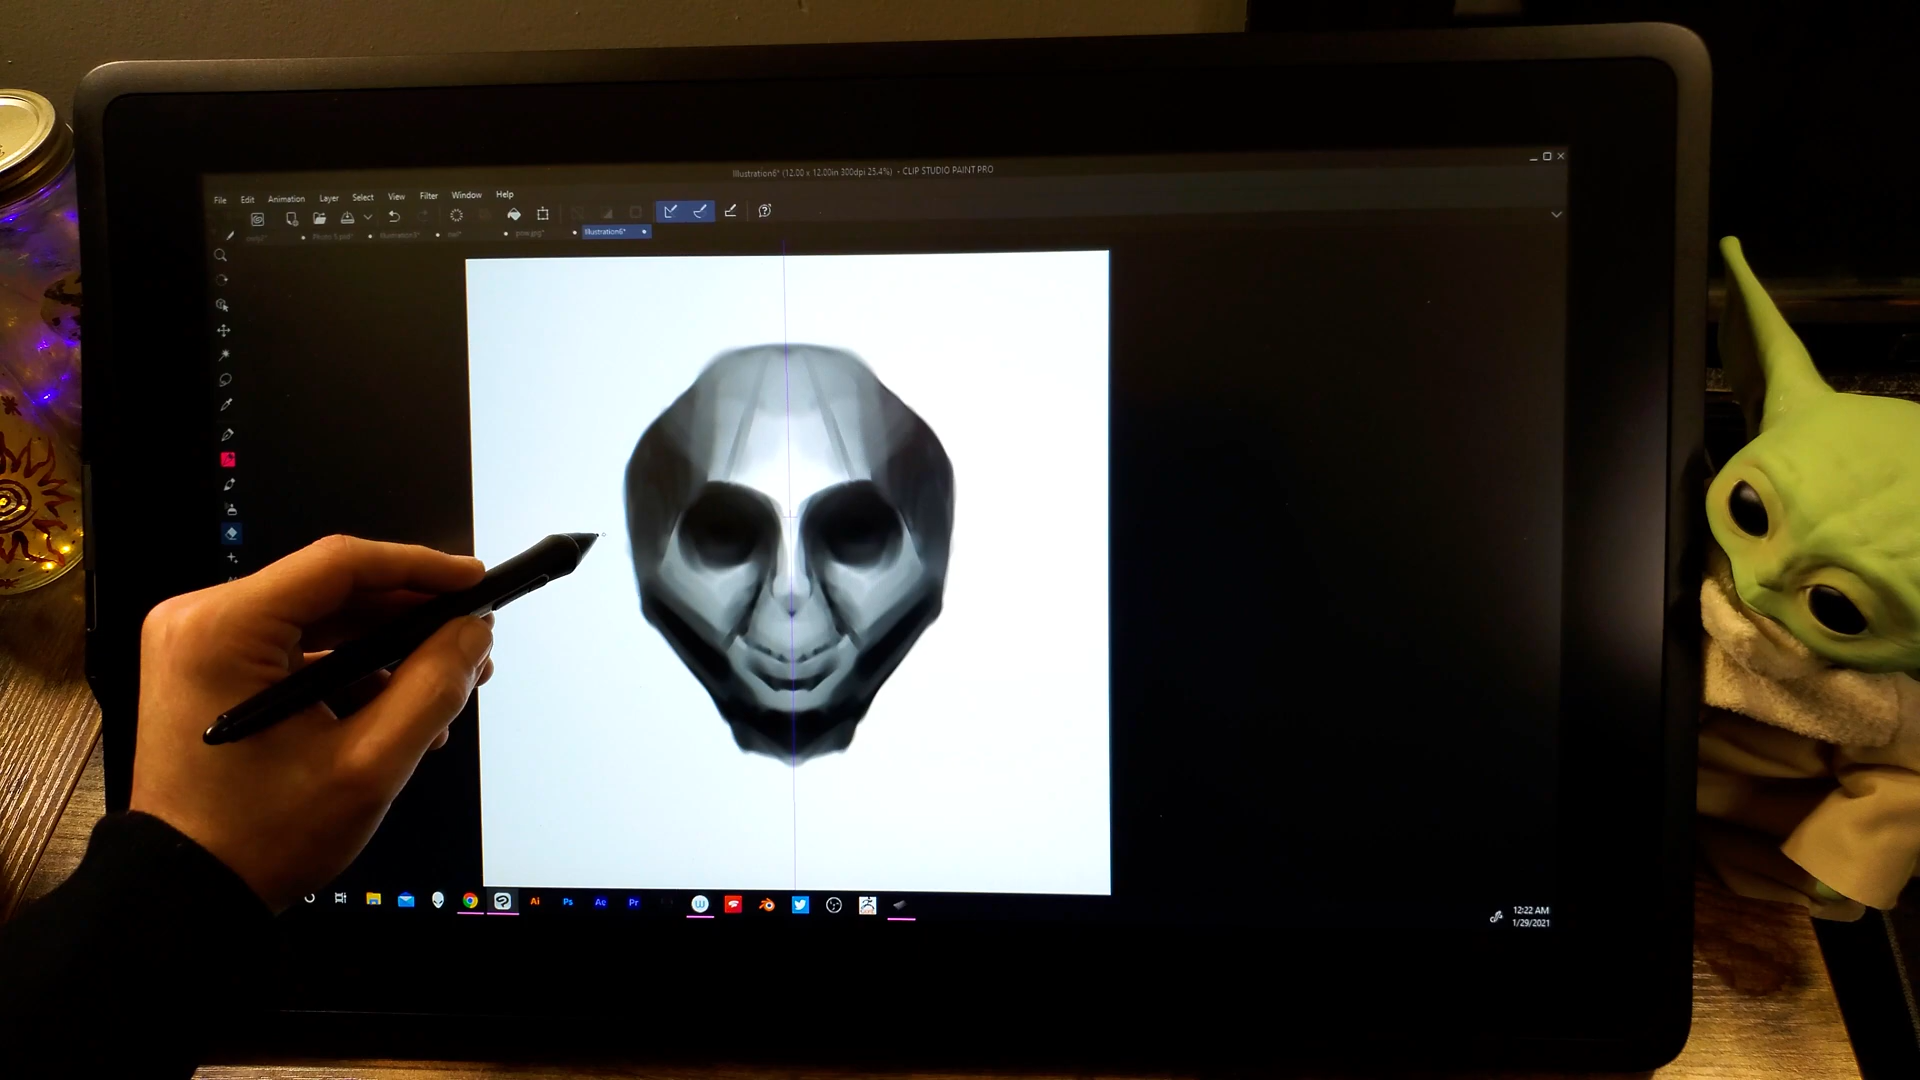 Illustration6* (12.00 x 12.00in 300dpi 25.4%) - CLIP STUDIO PAINT PRO
File Edit Animation Layer Select View Filter Window Help
Illustration6*
Ai Ps Ae Pr
12:22 AM
1/29/2021